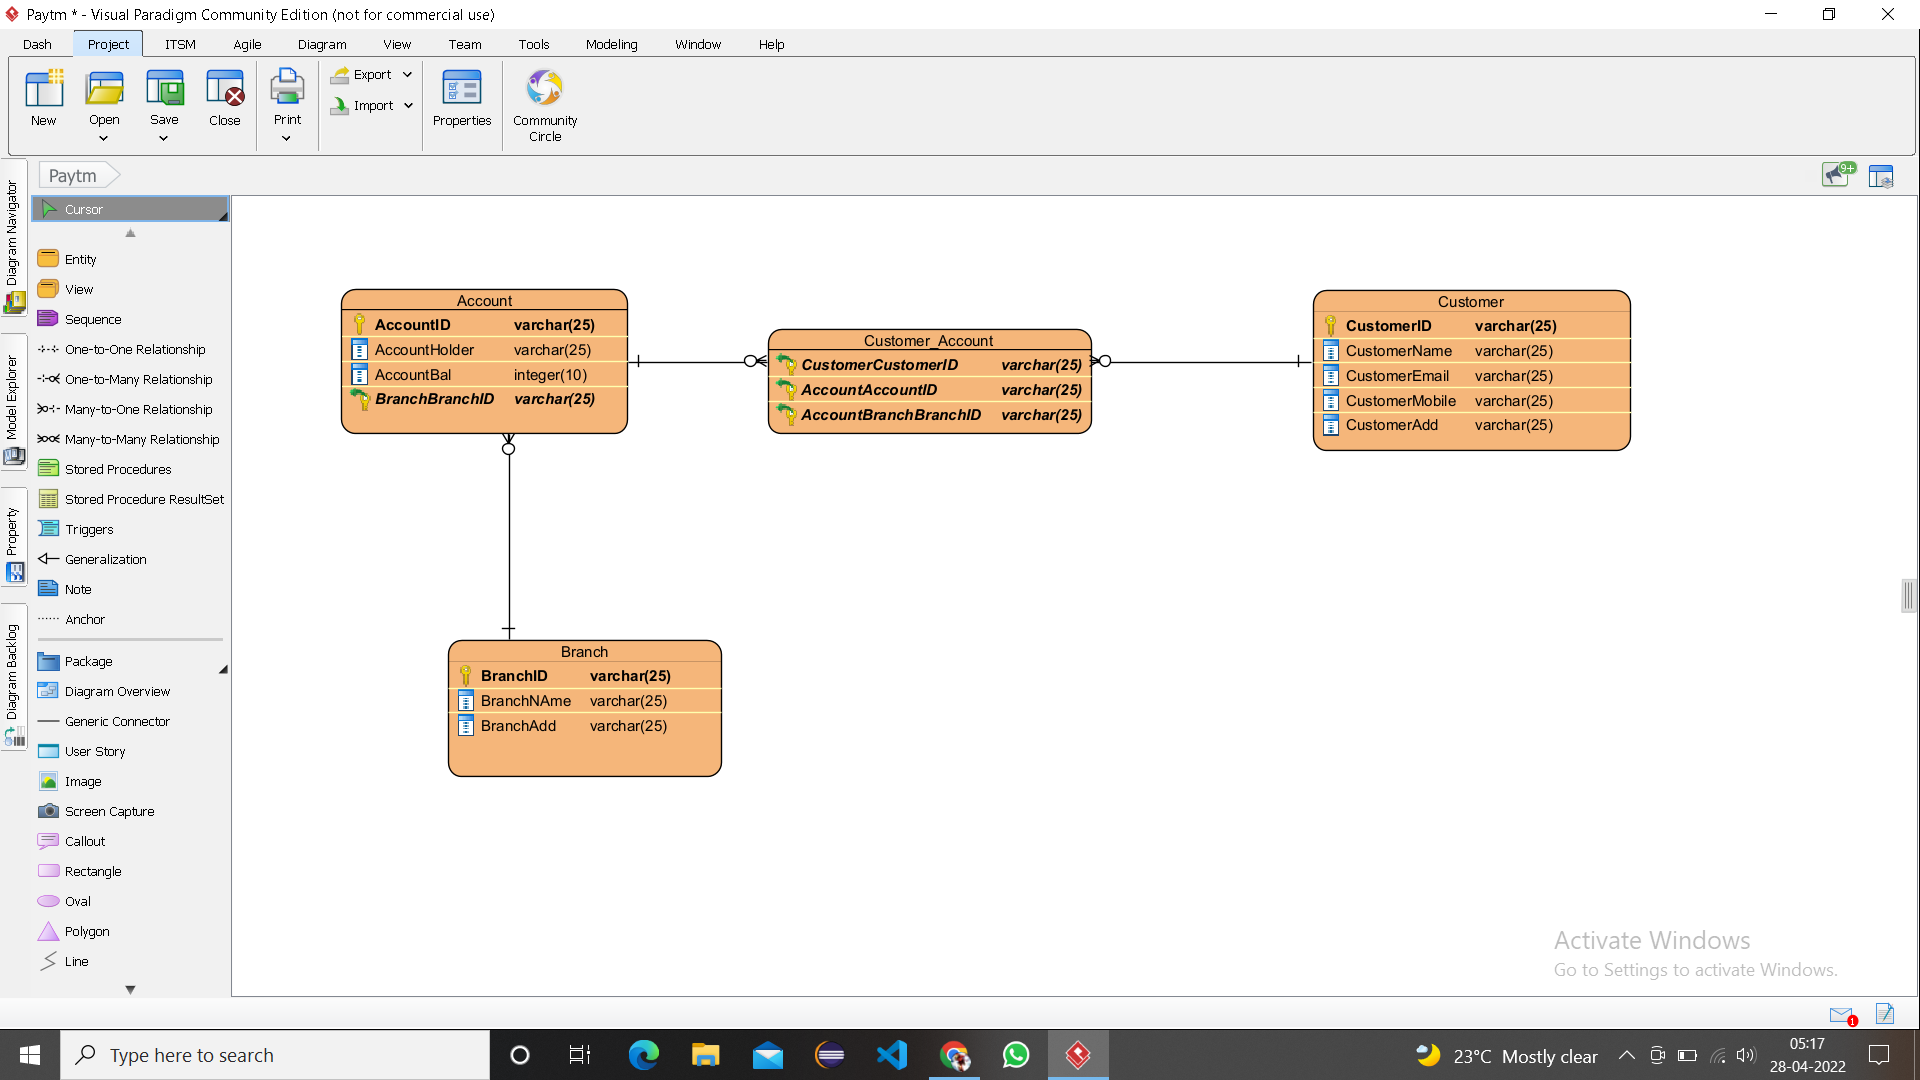 Paytm * - Visual Paradigm Community Edition (not for commercial use)
Dash Project ITSM Agile Diagram View Team Tools Modeling Window Help
New Open Save Close Print Export Import Properties Community Circle
Paytm
9+
Diagram Navigator
Model Explorer
Property
Diagram Backlog
Cursor
Entity
View
Sequence
One-to-One Relationship
One-to-Many Relationship
Many-to-One Relationship
Many-to-Many Relationship
Stored Procedures
Stored Procedure ResultSet
Triggers
Generalization
Note
Anchor
Package
Diagram Overview
Generic Connector
User Story
Image
Screen Capture
Callout
Rectangle
Oval
Polygon
Line
Account
AccountID varchar(25)
AccountHolder varchar(25)
AccountBal integer(10)
BranchBranchID varchar(25)
Customer_Account
CustomerCustomerID varchar(25)
AccountAccountID varchar(25)
AccountBranchBranchID varchar(25)
Customer
CustomerID varchar(25)
CustomerName varchar(25)
CustomerEmail varchar(25)
CustomerMobile varchar(25)
CustomerAdd varchar(25)
Branch
BranchID varchar(25)
BranchNAme varchar(25)
BranchAdd varchar(25)
Activate Windows
Go to Settings to activate Windows.
1
Type here to search
23°C Mostly clear
05:17
28-04-2022